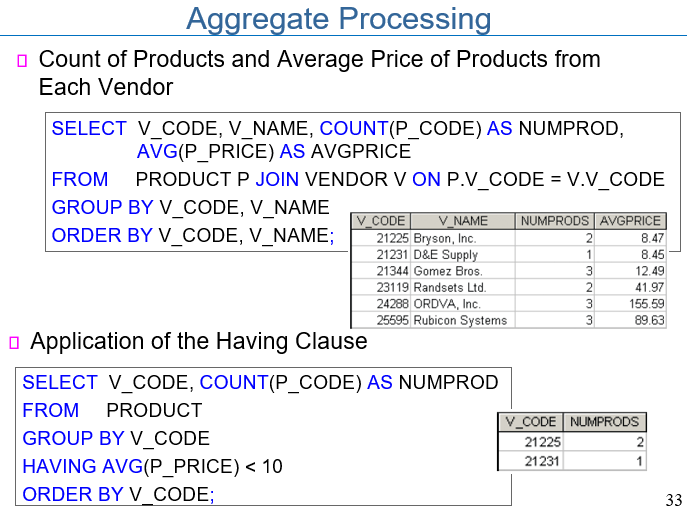 Aggregate Processing
Count of Products and Average Price of Products from
Each Vendor
SELECT V_CODE, V_NAME, COUNT(P_CODE) AS NUMPROD,
AVG(P_PRICE) AS AVGPRICE
FROM PRODUCT P JOIN VENDOR V ON P.V_CODE = V.V_CODE
GROUP BY V_CODE, V_NAME
ORDER BY V_CODE, V_NAME;
V_CODE V_NAME NUMPRODS AVGPRICE
21225 Bryson, Inc. 2 8.47
21231 D&E Supply 1 8.45
21344 Gomez Bros. 3 12.49
23119 Randsets Ltd. 2 41.97
24288 ORDVA, Inc. 3 155.59
25595 Rubicon Systems 3 89.63
Application of the Having Clause
SELECT V_CODE, COUNT(P_CODE) AS NUMPROD
FROM PRODUCT
GROUP BY V_CODE
HAVING AVG(P_PRICE) < 10
ORDER BY V_CODE;
V_CODE NUMPRODS
21225 2
21231 1
33